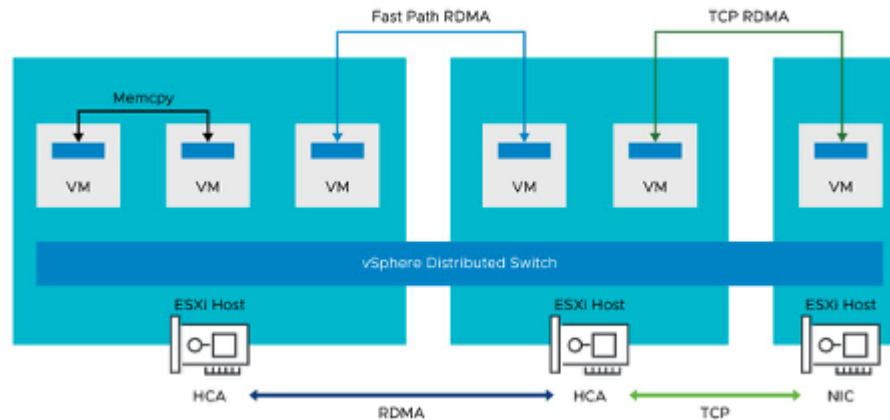 Fast Path RDMA
TCP RDMA
Memcpy
VM
VM
VM
VM
VM
VM
vSphere Distributed Switch
ESXi Host
ESXi Host
ESXi Host
HCA
HCA
NIC
RDMA
TCP